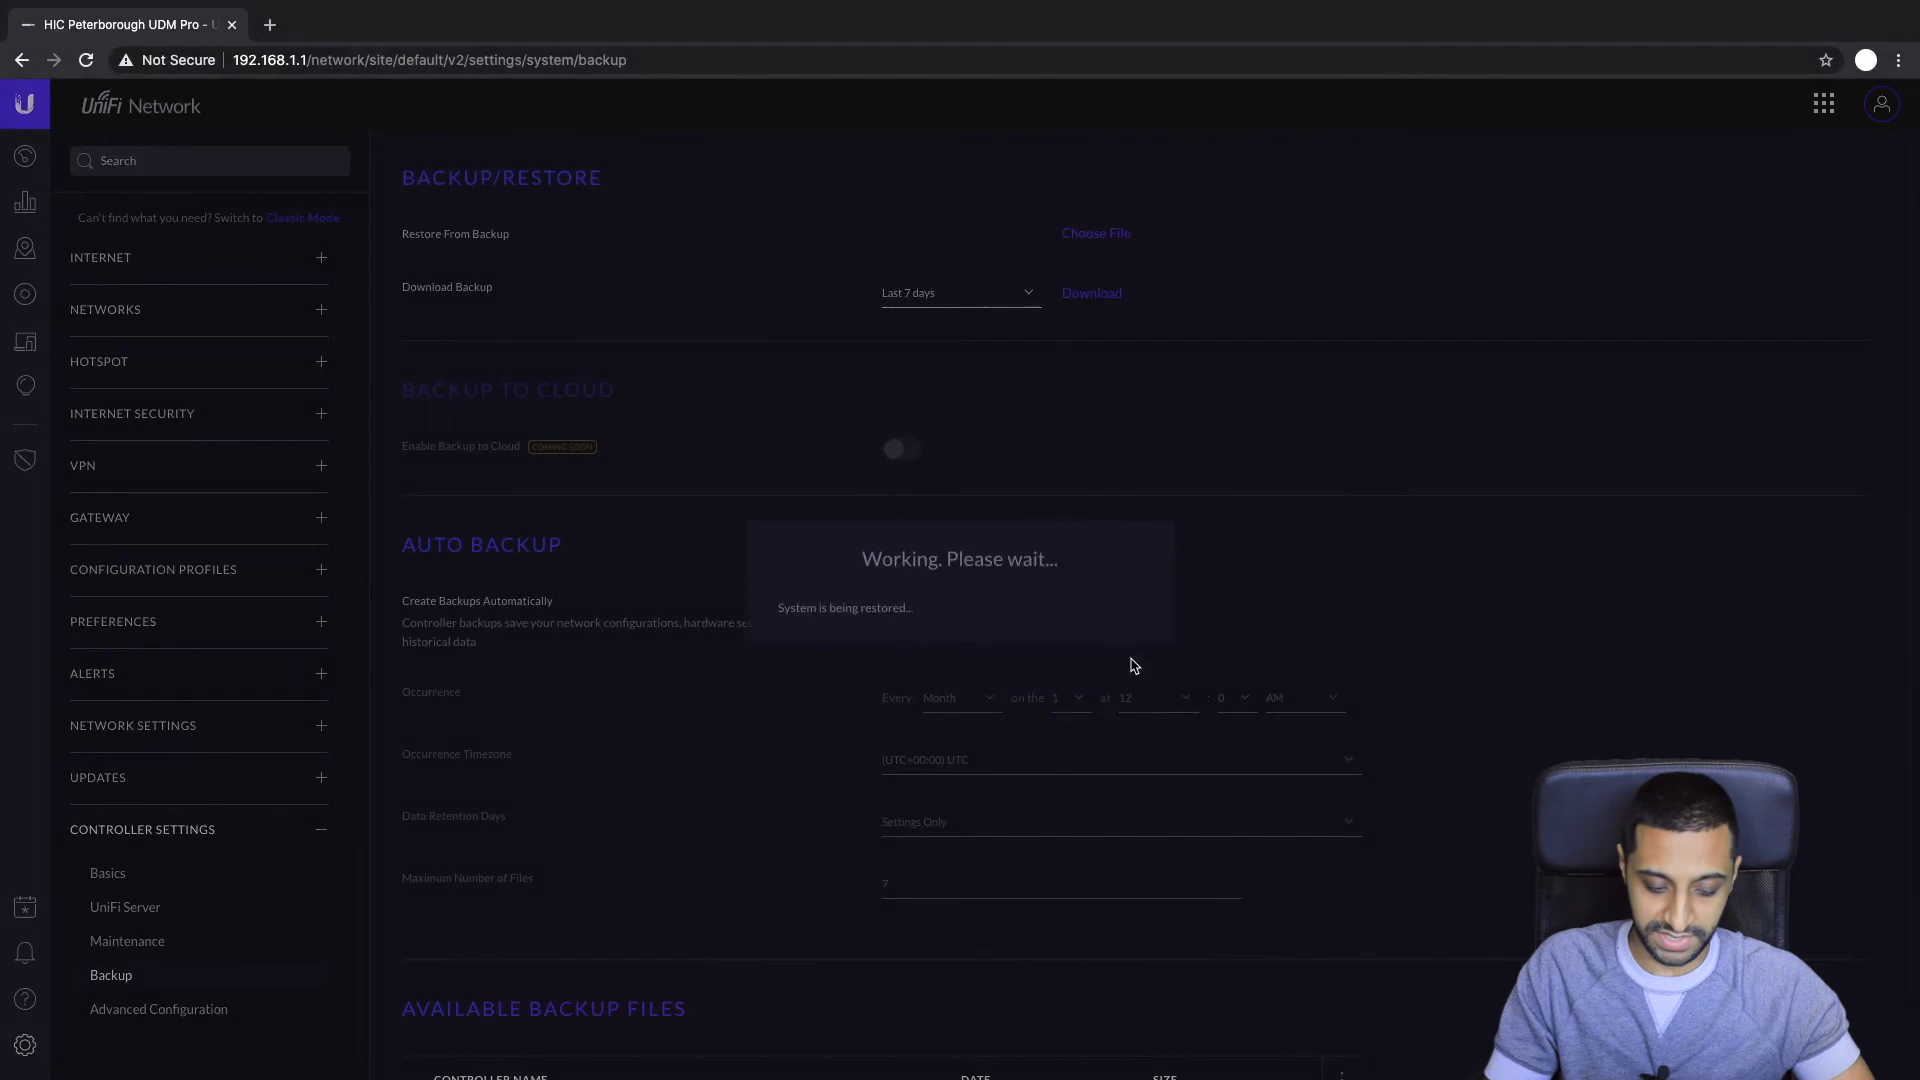 HIC Peterborough UDM Pro - U
Not Secure 192.168.1.1/network/site/default/v2/settings/system/backup
UniFi Network
Search
Can't find what you need? Switch to Classic Mode
INTERNET
NETWORKS
HOTSPOT
INTERNET SECURITY
VPN
GATEWAY
CONFIGURATION PROFILES
PREFERENCES
ALERTS
NETWORK SETTINGS
UPDATES
CONTROLLER SETTINGS
Basics
UniFi Server
Maintenance
Backup
Advanced Configuration
BACKUP/RESTORE
Restore From Backup Choose File
Download Backup Last 7 days Download
BACKUP TO CLOUD
Enable Backup to Cloud COMING SOON
AUTO BACKUP
Working. Please wait...
System is being restored...
Create Backups Automatically
Controller backups save your network configurations, hardware
historical data
Occurrence Every: Month on the 1 at 12 : 0 AM
Occurrence Timezone (UTC+00:00) UTC
Data Retention Days Settings Only
Maximum Number of Files 7
AVAILABLE BACKUP FILES
CONTROLLER NAME DATE SIZE